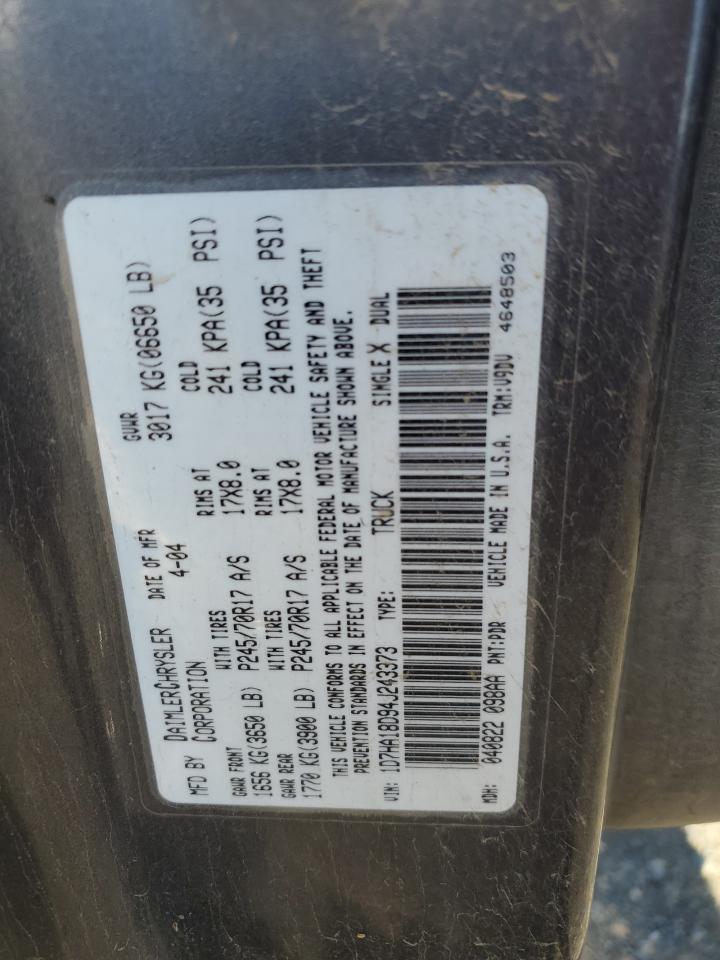 MFD BY DAIMLERCHRYSLER CORPORATION DATE OF MFR 4-04 GVWR 3017 KG(06650 LB)
GAWR FRONT WITH TIRES RIMS AT COLD
1656 KG(3650 LB) P245/70R17 A/S 17X8.0 241 KPA(35 PSI)
GAWR REAR WITH TIRES RIMS AT COLD
1770 KG(3900 LB) P245/70R17 A/S 17X8.0 241 KPA(35 PSI)
THIS VEHICLE CONFORMS TO ALL APPLICABLE FEDERAL MOTOR VEHICLE SAFETY AND THEFT
PREVENTION STANDARDS IN EFFECT ON THE DATE OF MANUFACTURE SHOWN ABOVE.
VIN: 1D7HA18D94J243373 TYPE: TRUCK SINGLE X DUAL
MDH: 040822 098AA PNT:PDR VEHICLE MADE IN U.S.A. TRM:V9DV 4648503